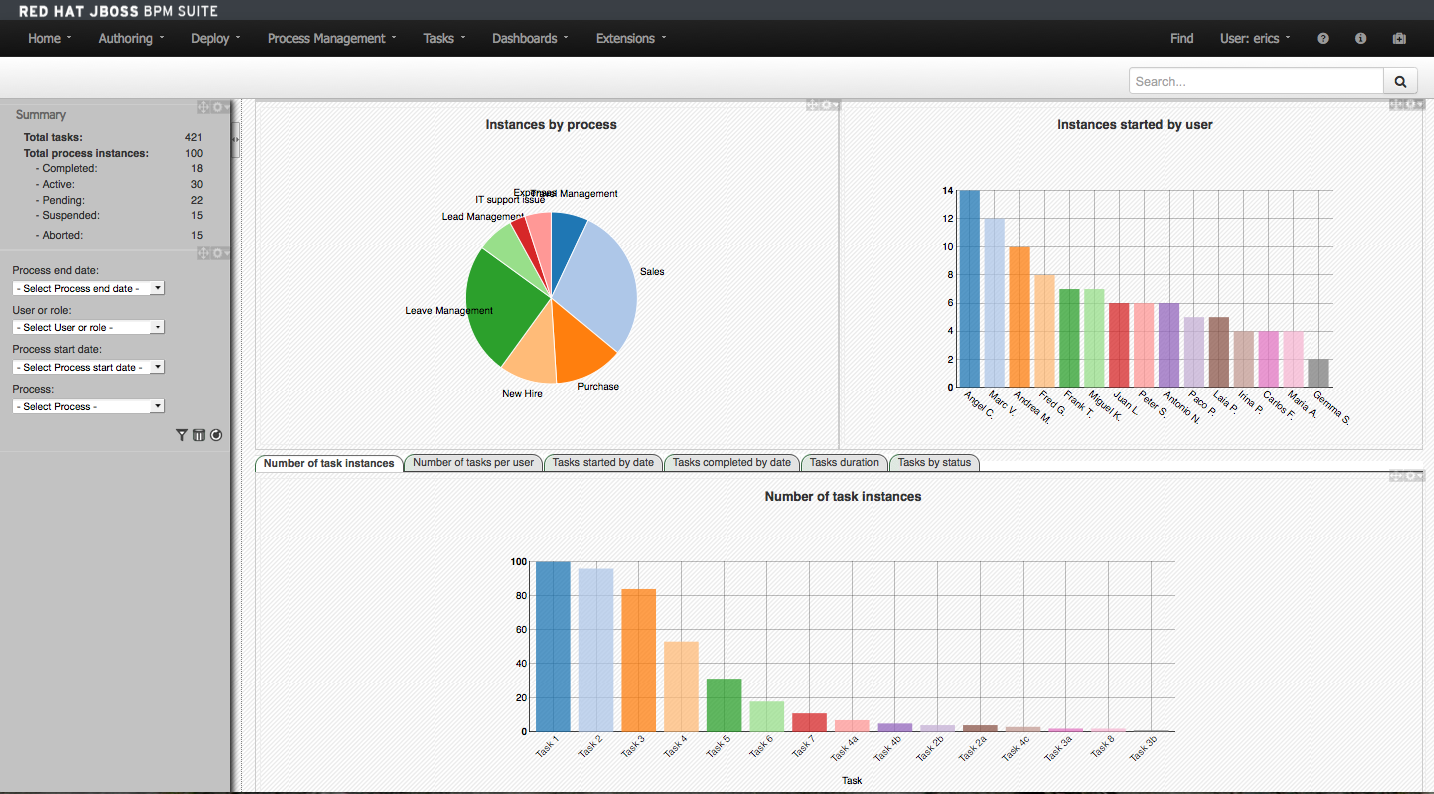 RED HAT JBOSS BPM SUITE
Home Authoring Deploy Process Management Tasks Dashboards Extensions Find User: erics
Search...
Summary
Total tasks: 421
Total process instances: 100
- Completed: 18
- Active: 30
- Pending: 22
- Suspended: 15
- Aborted: 15
Process end date:
- Select Process end date -
User or role:
- Select User or role -
Process start date:
- Select Process start date -
Process:
- Select Process -
Instances by process
Expenses
Travel Management
IT support issue
Lead Management
Sales
Leave Management
Purchase
New Hire
Instances started by user
14
12
10
8
6
4
2
0
Angel C. Marc V. Andrea M. Fred G. Frank T. Miguel K. Juan L. Peter S. Antonio N. Paco P. Laia P. Irina P. Carlos F. Maria A. Gemma S.
Number of task instances Number of tasks per user Tasks started by date Tasks completed by date Tasks duration Tasks by status
Number of task instances
100
80
60
40
20
0
Task 1 Task 2 Task 3 Task 4 Task 5 Task 6 Task 7 Task 4a Task 4b Task 2b Task 2a Task 4c Task 3a Task 8 Task 3b
Task